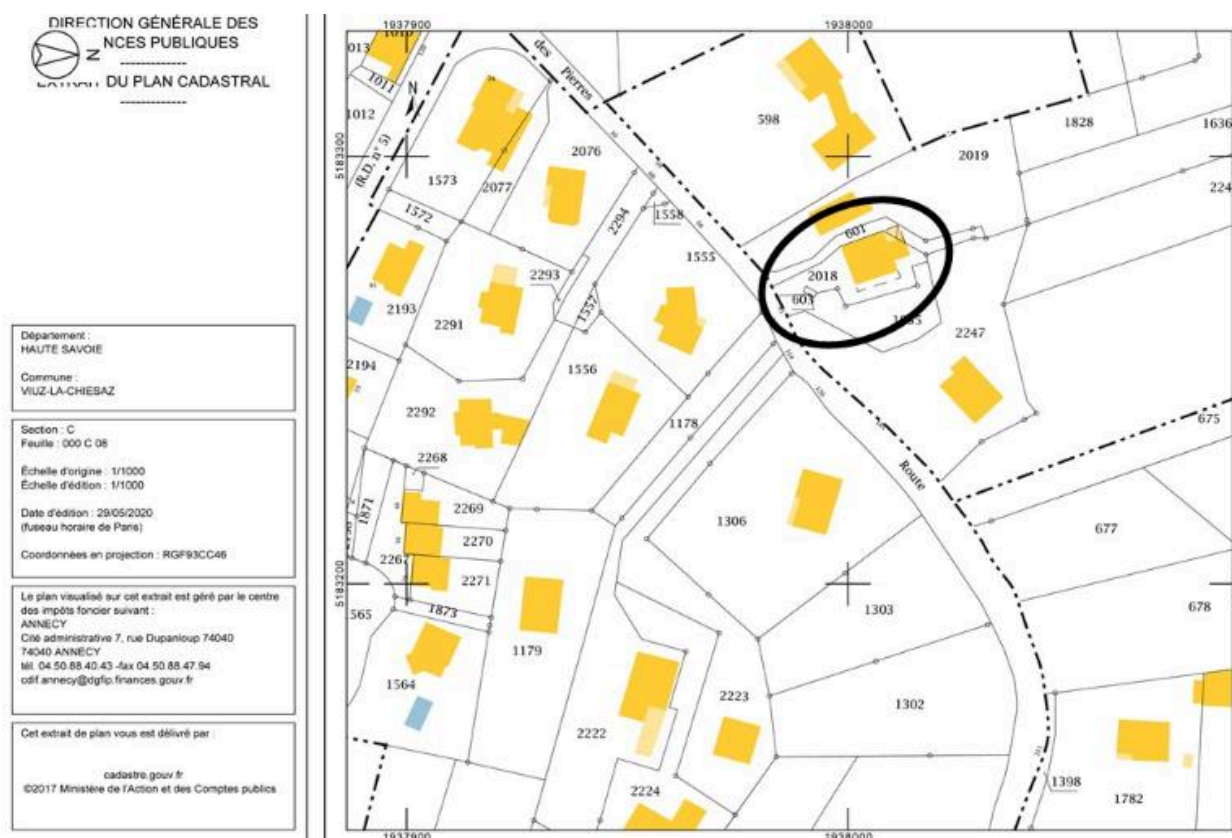 DIRECTION GÉNÉRALE DES
NCES PUBLIQUES
-------------
DU PLAN CADASTRAL
-------------
N
Département :
HAUTE SAVOIE
Commune :
VIUZ-LA-CHIESAZ
Section : C
Feuille : 000 C 08
Échelle d'origine : 1/1000
Échelle d'édition : 1/1000
Date d'édition : 29/05/2020
(fuseau horaire de Paris)
Coordonnées en projection : RGF93CC46
Le plan visualisé sur cet extrait est géré par le centre
des impôts foncier suivant :
ANNECY
Cité administrative 7, rue Dupanloup 74040
74040 ANNECY
tél. 04.50.88.40.43 -fax 04.50.88.47.94
cdif.annecy@dgfip.finances.gouv.fr
Cet extrait de plan vous est délivré par :
cadastre.gouv.fr
©2017 Ministère de l'Action et des Comptes publics
1937900
1938000
1010
1011
1012
N
(R.D. n° 5)
des
Pierres
598
1828
1636
5183300
2076
2019
1573
2077
1572
2294
1558
601
1555
2293
2018
603
2193
2291
1557
2247
2194
1556
2292
1178
675
2268
Route
1871
2269
1306
677
2270
2267
5183200
2271
1873
1303
678
565
1179
1564
2223
1302
2222
1398
2224
1782
1937900
1938000